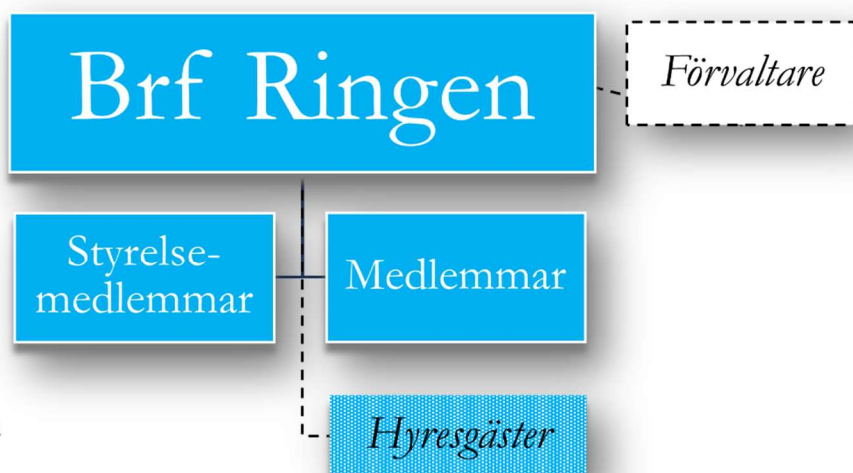 Brf Ringen
Förvaltare
Styrelse-
medlemmar
Medlemmar
Hyresgäster